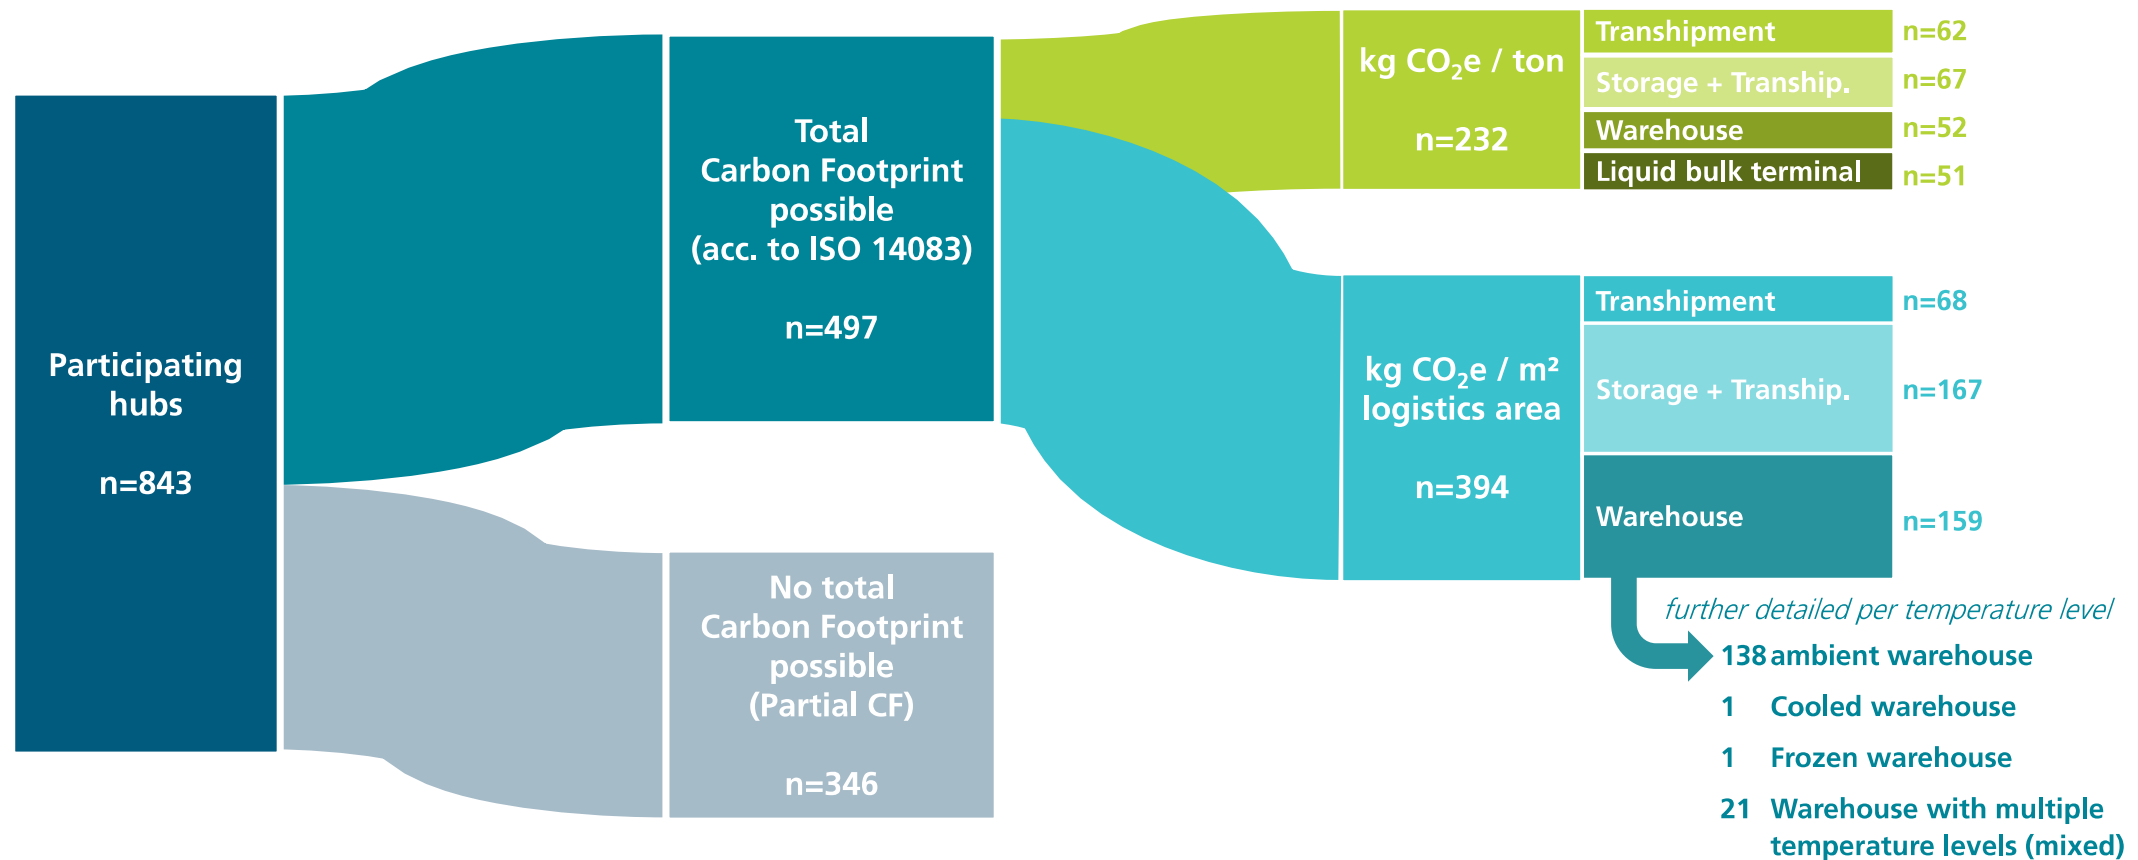 Participating
hubs
n=843
Total
Carbon Footprint
possible
(acc. to ISO 14083)
n=497
No total
Carbon Footprint
possible
(Partial CF)
n=346
kg CO₂e / ton
n=232
Transhipment n=62
Storage + Tranship. n=67
Warehouse n=52
Liquid bulk terminal n=51
kg CO₂e / m²
logistics area
n=394
Transhipment n=68
Storage + Tranship. n=167
Warehouse n=159
further detailed per temperature level
138 ambient warehouse
1 Cooled warehouse
1 Frozen warehouse
21 Warehouse with multiple
temperature levels (mixed)